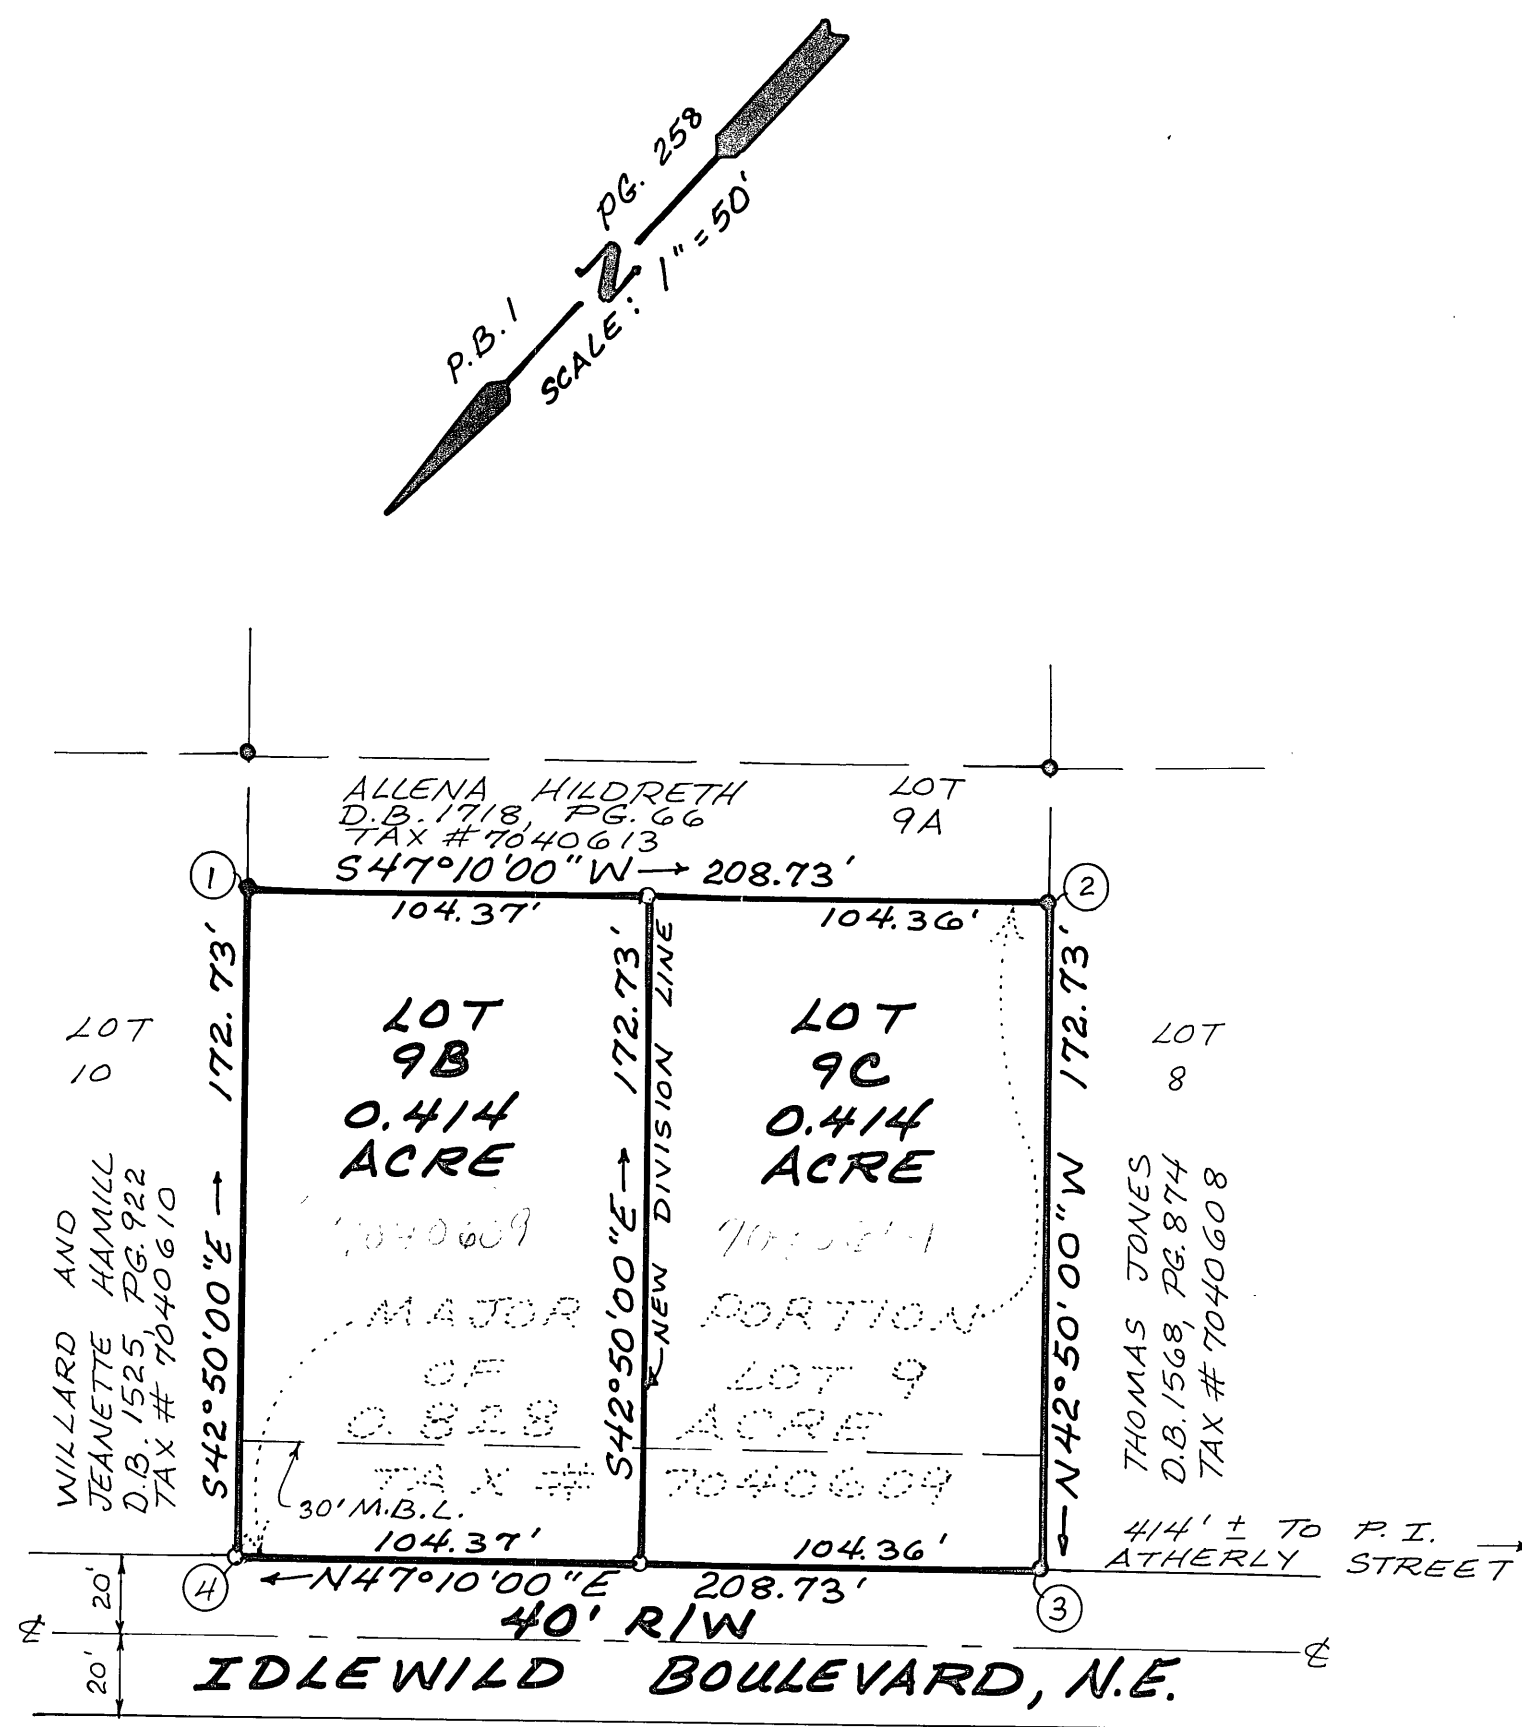 P.B. 1 PG. 258
N
SCALE: 1" = 50'
ALLENA HILDRETH
D.B. 1718, PG. 66
TAX # 7040613
LOT
9A
S47°10'00"W → 208.73'
1
2
104.37'
104.36'
LOT
10
WILLARD AND
JEANETTE HAMILL
D.B. 1525, PG. 922
TAX # 7040610
S42°50'00"E → 172.73'
LOT
9B
0.414
ACRE
7040609
S42°50'00"E → 172.73'
NEW DIVISION LINE
LOT
9C
0.414
ACRE
← N42°50'00"W 172.73'
LOT
8
THOMAS JONES
D.B. 1568, PG. 874
TAX # 7040608
MAJOR PORTION
OF LOT 9
0.828 ACRE
TAX # 7040609
30' M.B.L.
104.37'
104.36'
414' ± TO P.I. →
ATHERLY STREET
4
← N47°10'00"E 208.73'
3
20'
40' R/W
℄ ℄
20'
IDLEWILD BOULEVARD, N.E.